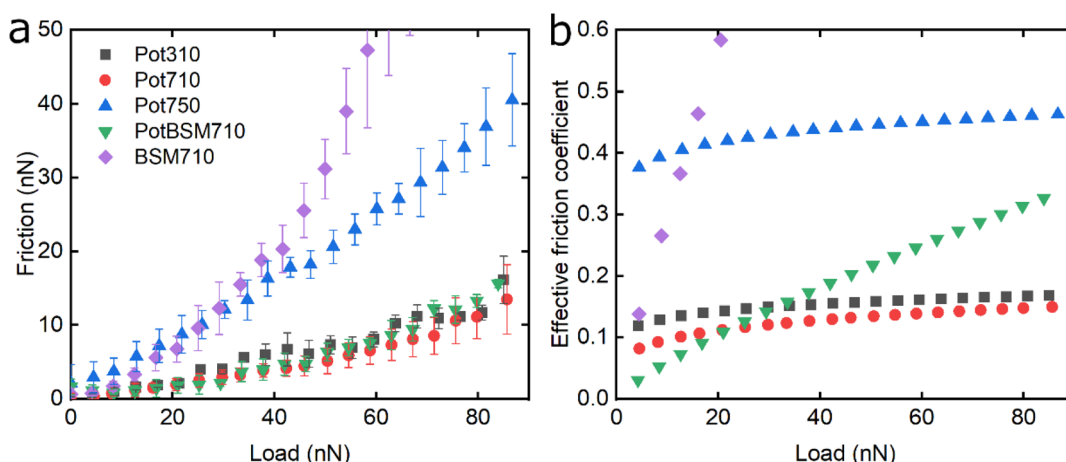 a
50
40
30
20
10
0
Friction (nN)
Pot310
Pot710
Pot750
PotBSM710
BSM710
0 20 40 60 80
Load (nN)
b
0.6
0.5
0.4
0.3
0.2
0.1
0.0
Effective friction coefficient
0 20 40 60 80
Load (nN)